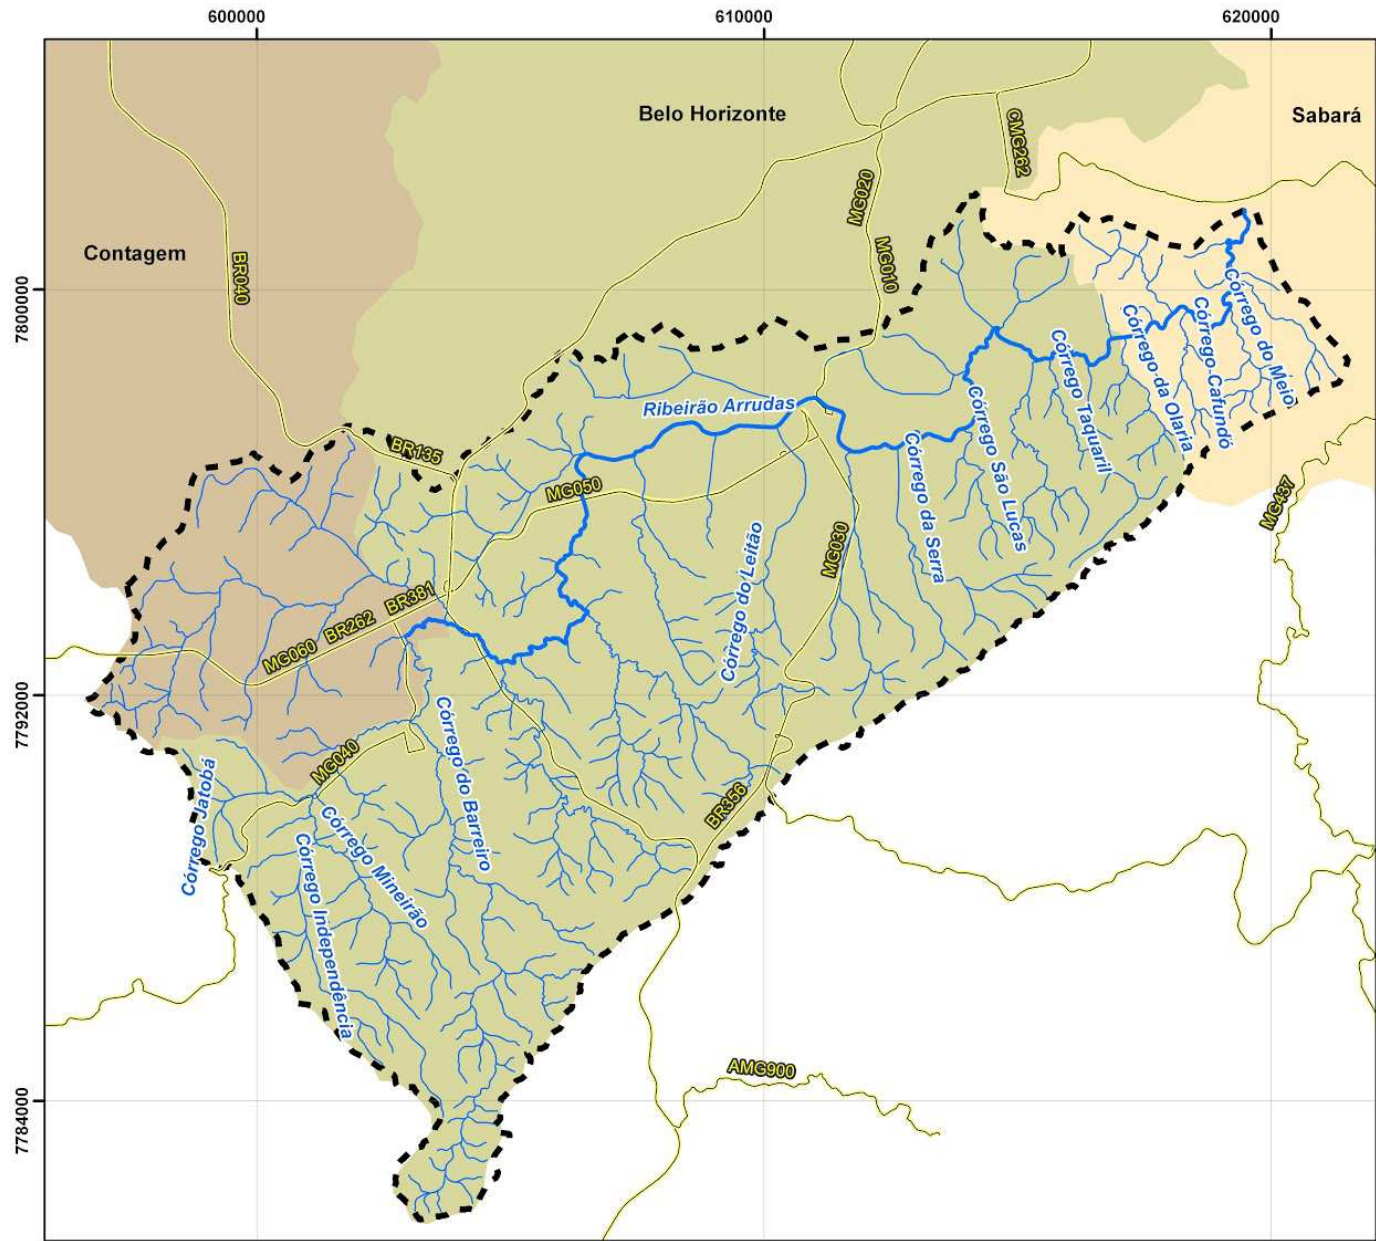 600000
610000
620000
Belo Horizonte
Sabará
CMG262
MG020
Contagem
BR040
MG010
7800000
Córrego do Meio
Córrego Cafundó
Córrego da Olaria
Córrego Taquaril
Ribeirão Arrudas
Córrego São Lucas
Córrego da Serra
BR135
MG050
MG437
MG030
Córrego do Leitão
BR381
BR262
MG060
7792000
Córrego do Barreiro
MG040
Córrego Jatobá
BR356
Córrego Mineirão
Córrego Independência
AMG900
7784000